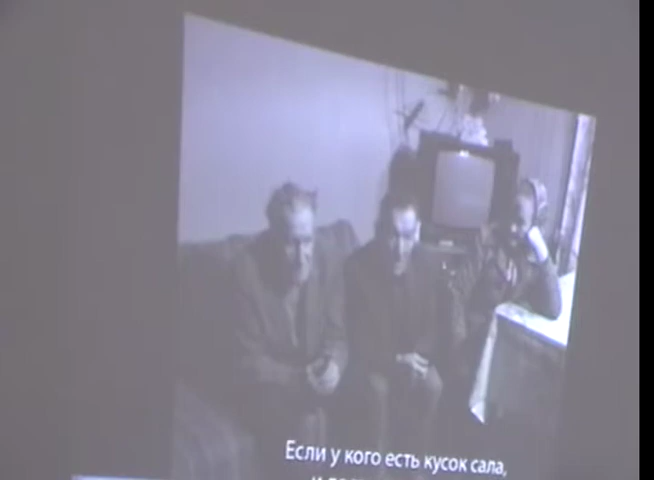 Если у кого есть кусок сала,
и